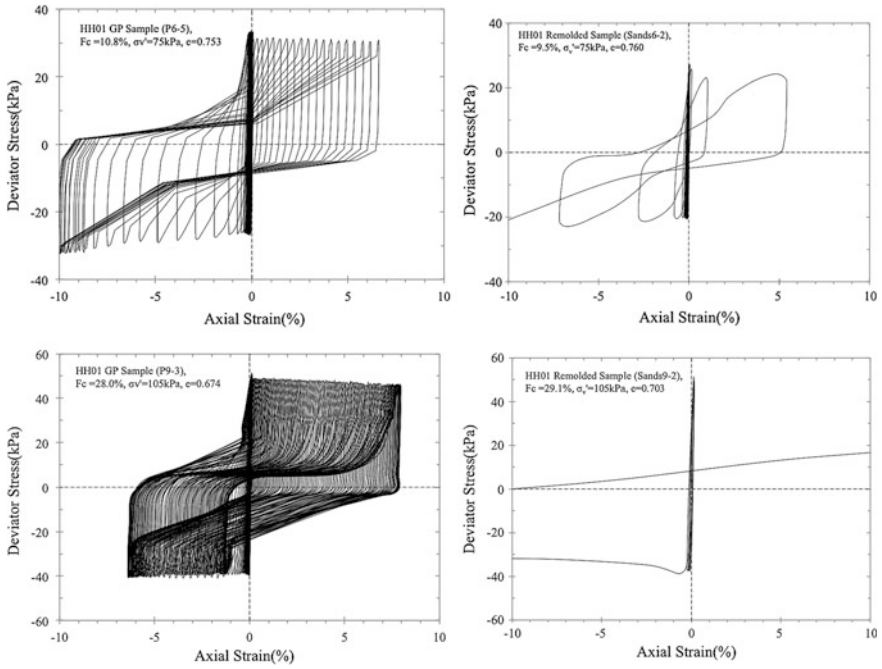 HH01 GP Sample (P6-5)
Fc =10.8%, σv'=75kPa, e=0.753
Deviator Stress(kPa)
40
20
0
-20
-40
-10
-5
0
5
10
Axial Strain(%)
HH01 Remolded Sample (Sands6-2),
Fc =9.5%, σv'=75kPa, e=0.760
Deviator Stress(kPa)
40
20
0
-20
-40
-10
-5
0
5
10
Axial Strain(%)
HH01 GP Sample (P9-3)
Fc =28.0%, σv'=105kPa, e=0.674
Deviator Stress(kPa)
60
40
20
0
-20
-40
-60
-10
-5
0
5
10
Axial Strain(%)
HH01 Remolded Sample (Sands9-2),
Fc =29.1%, σv'=105kPa, e=0.703
Deviator Stress(kPa)
60
40
20
0
-20
-40
-60
-10
-5
0
5
10
Axial Strain(%)